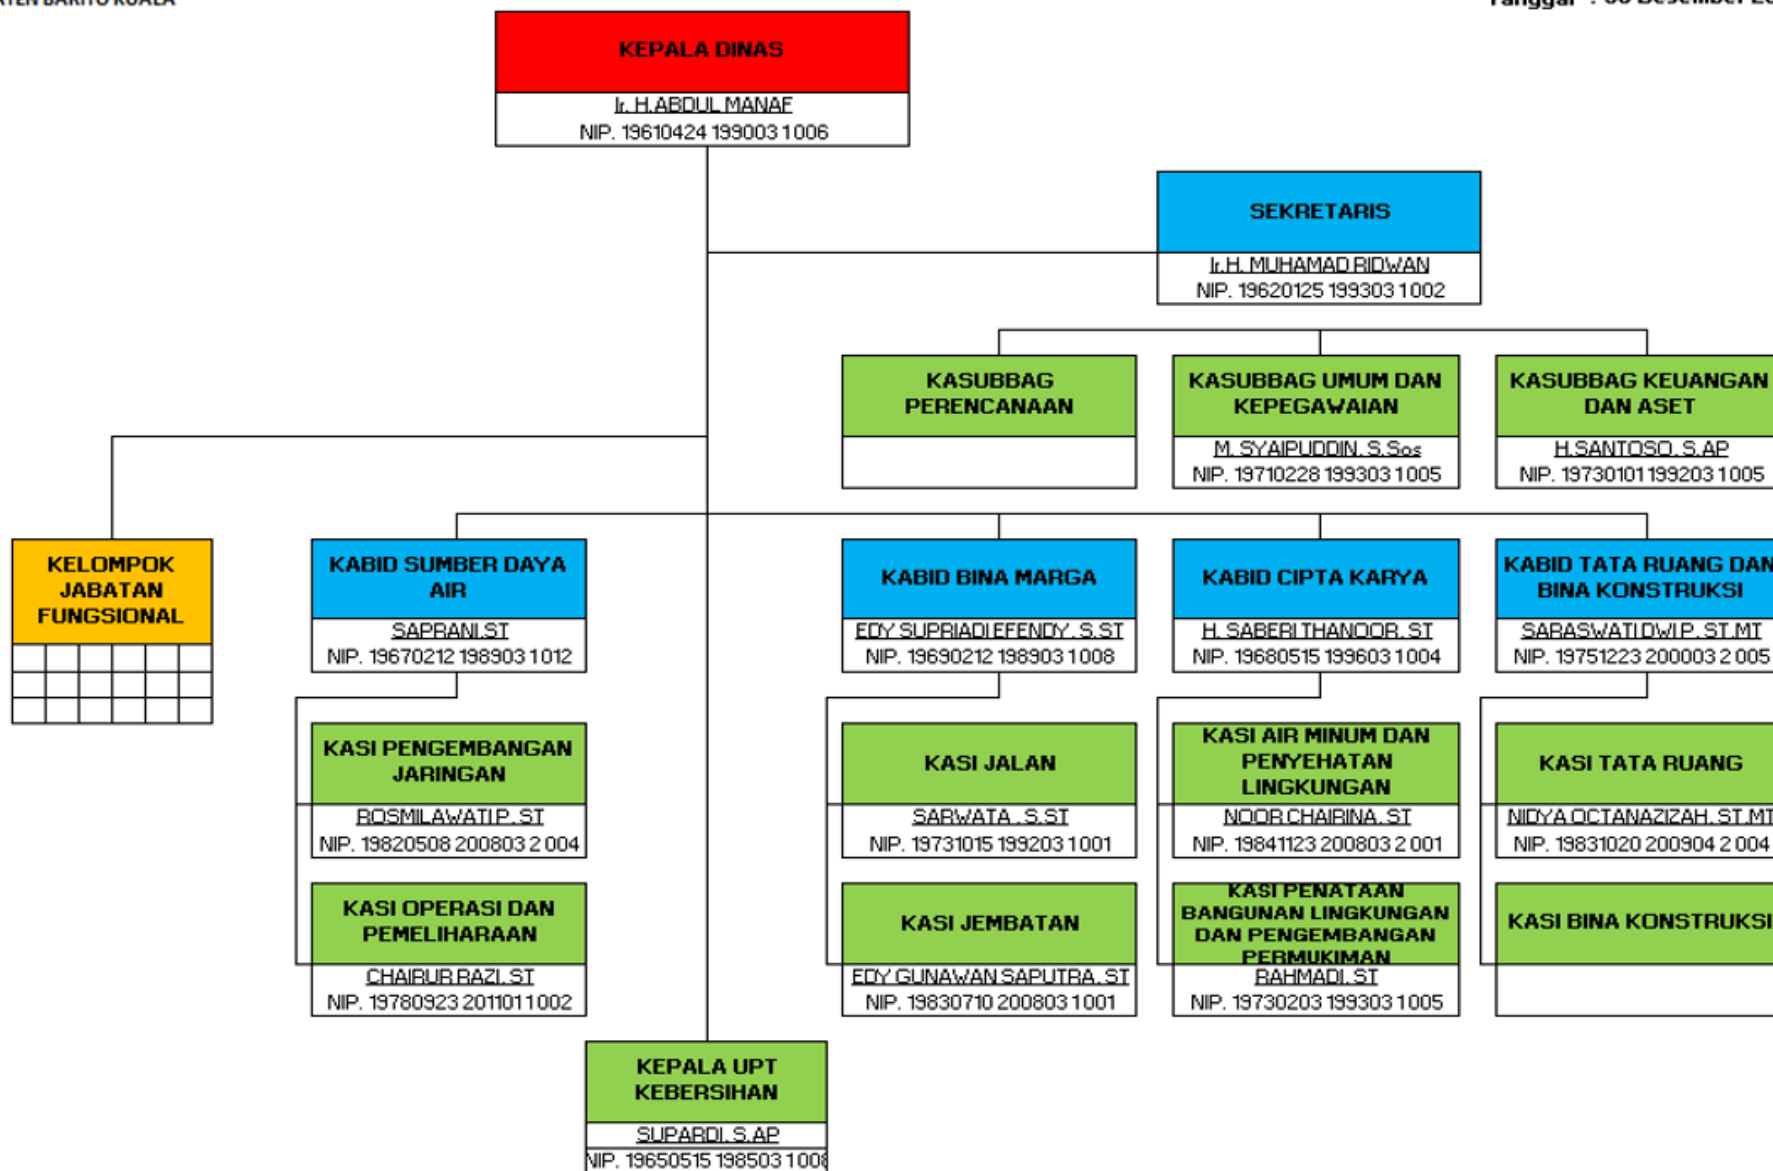 BARITO KUALA
KEPALA DINAS
Ir. H.ABDUL MANAF
NIP. 19610424 199003 1 006
SEKRETARIS
Ir.H. MUHAMAD RIDWAN
NIP. 19620125 199303 1 002
KASUBBAG
PERENCANAAN
KASUBBAG UMUM DAN
KEPEGAWAIAN
M. SYAIPUDDIN. S.Sos
NIP. 19710228 199303 1 005
KASUBBAG KEUANGAN
DAN ASET
H.SANTOSO. S.AP
NIP. 19730101 199203 1 005
KELOMPOK
JABATAN
FUNGSIONAL
KABID SUMBER DAYA
AIR
SAPRANI.ST
NIP. 19670212 198903 1 012
KABID BINA MARGA
EDY SUPRIADI EFENDY. S.ST
NIP. 19690212 198903 1 008
KABID CIPTA KARYA
H. SABERI THANOOR. ST
NIP. 19680515 199603 1 004
KABID TATA RUANG DAN
BINA KONSTRUKSI
SARASWATI DWI P. ST.MT
NIP. 19751223 200003 2 005
KASI PENGEMBANGAN
JARINGAN
ROSMILAWATI P. ST
NIP. 19820508 200803 2 004
KASI JALAN
SARWATA . S.ST
NIP. 19731015 199203 1 001
KASI AIR MINUM DAN
PENYEHATAN
LINGKUNGAN
NOOR CHAIRINA. ST
NIP. 19841123 200803 2 001
KASI TATA RUANG
NIDYA OCTANAZIZAH. ST.MT
NIP. 19831020 200904 2 004
KASI OPERASI DAN
PEMELIHARAAN
CHAIRUR RAZI. ST
NIP. 19780923 201101 1 002
KASI JEMBATAN
EDY GUNAWAN SAPUTRA. ST
NIP. 19830710 200803 1 001
KASI PENATAAN
BANGUNAN LINGKUNGAN
DAN PENGEMBANGAN
PERMUKIMAN
RAHMADI. ST
NIP. 19730203 199303 1 005
KASI BINA KONSTRUKSI
KEPALA UPT
KEBERSIHAN
SUPARDI. S.AP
NIP. 19650515 198503 1 008